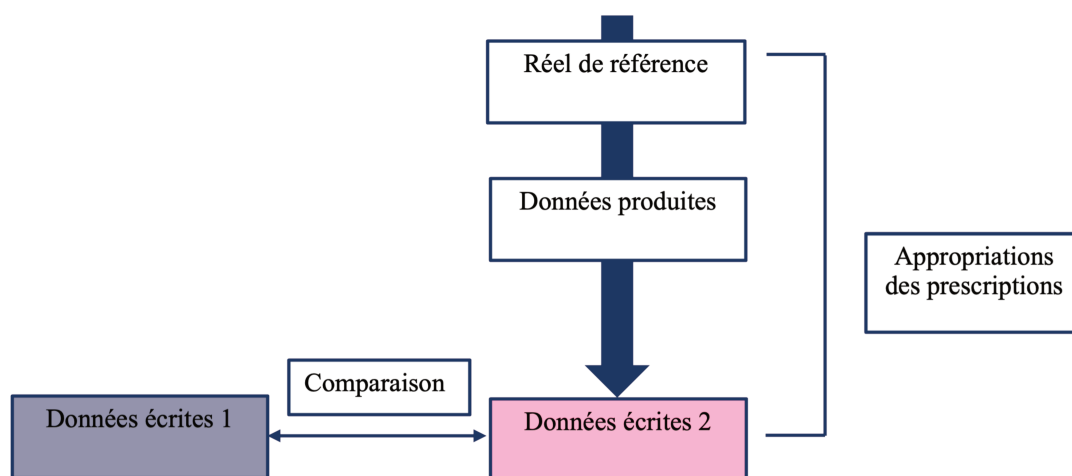 Réel de référence
Données produites
Appropriations
des prescriptions
Comparaison
Données écrites 1
Données écrites 2